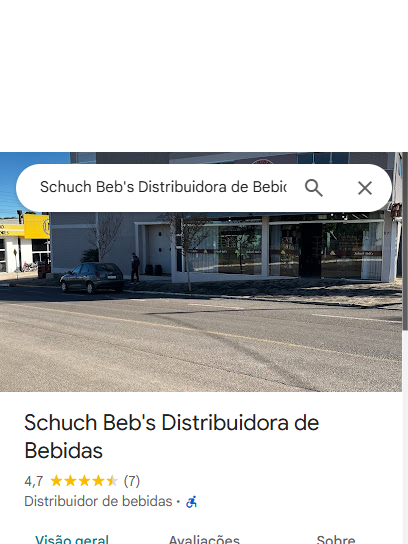 Schuch Beb's Distribuidora de Bebid
Schuch Beb's Distribuidora de
Bebidas
4,7 (7)
Distribuidor de bebidas ·
Visão geral Avaliações Sobre